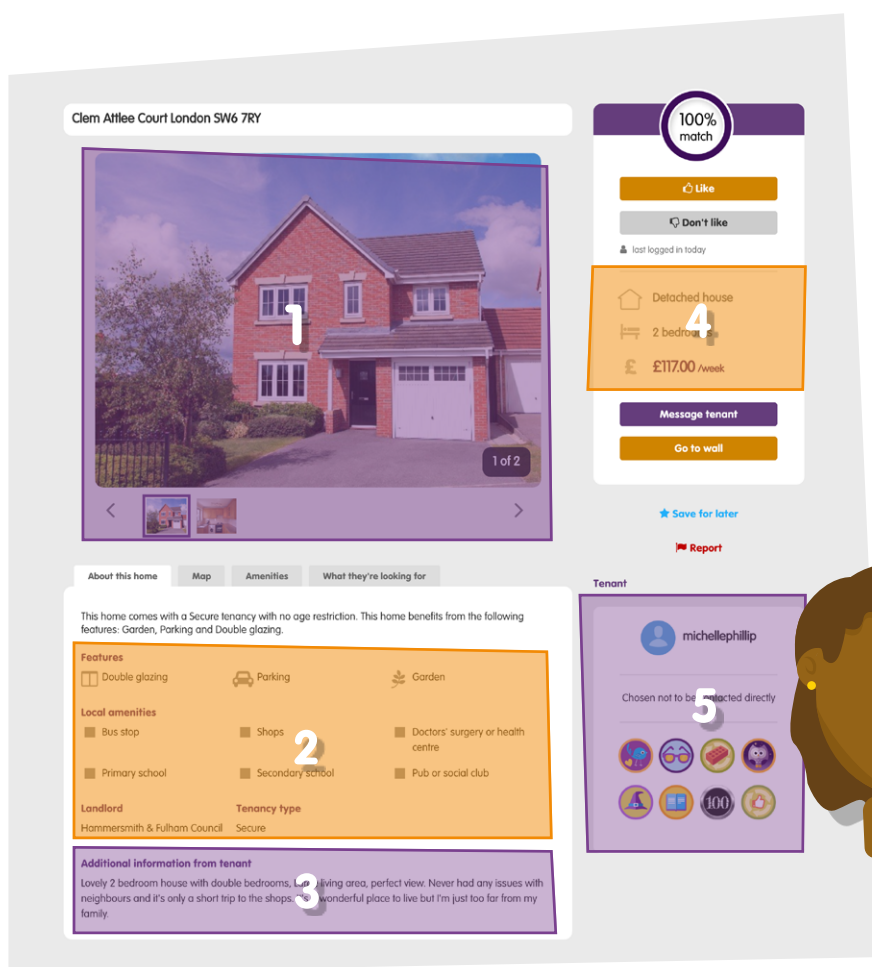 Clem Attlee Court London SW6 7RY
100%
match
Like
Don't like
last logged in today
1
1 of 2
Detached house
2 bedrooms
£ £117.00 /week
4
Message tenant
Go to wall
Save for later
Report
About this home Map Amenities What they're looking for
This home comes with a Secure tenancy with no age restriction. This home benefits from the following
features: Garden, Parking and Double glazing.
Features
Double glazing Parking Garden
Local amenities
Bus stop Shops Doctors' surgery or health
centre
Primary school Secondary school Pub or social club
2
Landlord Tenancy type
Hammersmith & Fulham Council Secure
Additional information from tenant
Lovely 2 bedroom house with double bedrooms, living area, perfect view. Never had any issues with
neighbours and it's only a short trip to the shops. wonderful place to live but I'm just too far from my
family.
3
Tenant
michellephillip
Chosen not to be contacted directly
5
100